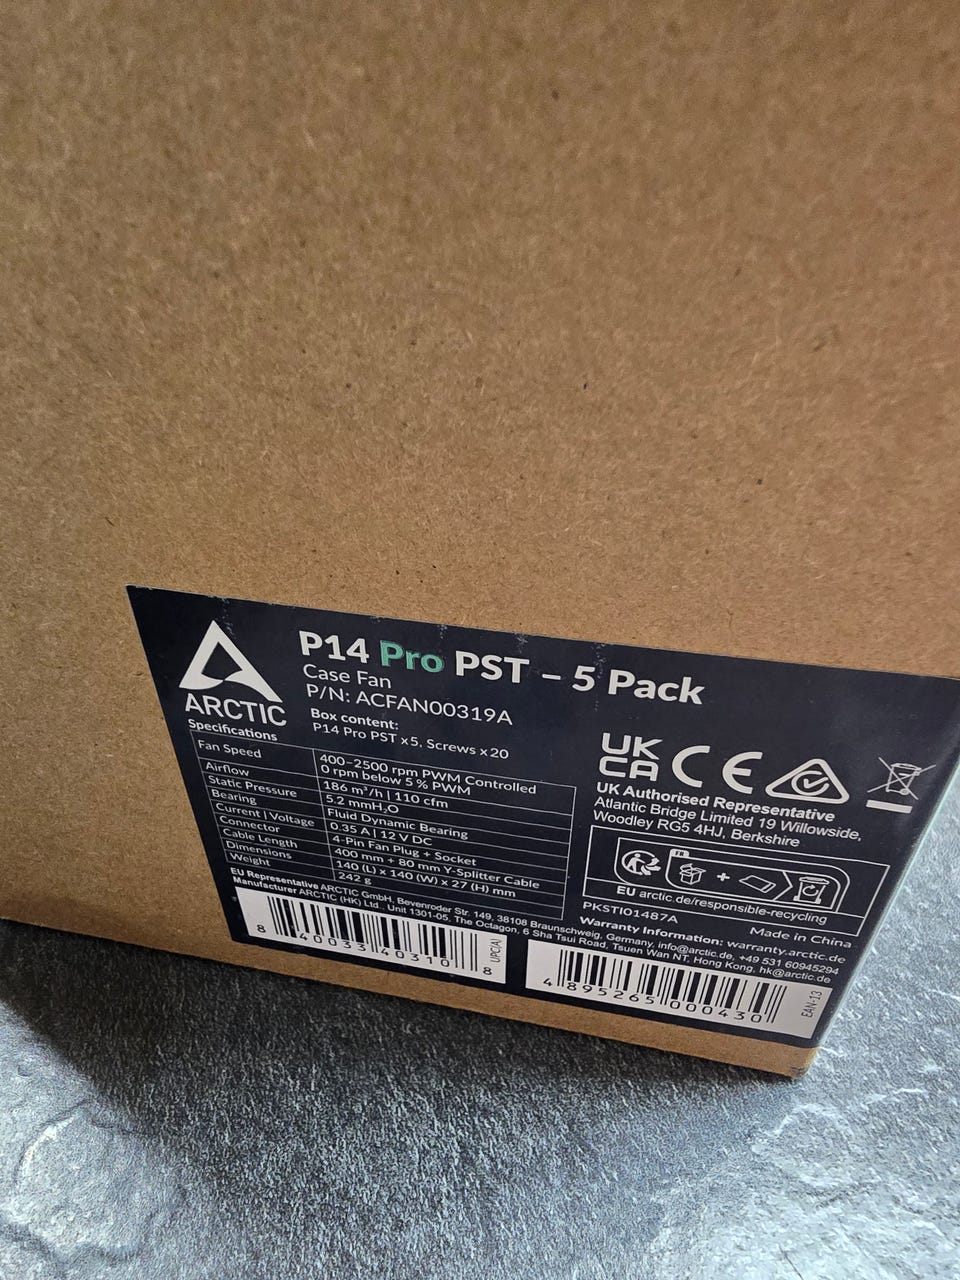 ARCTIC
P14 Pro PST – 5 Pack
Case Fan
P/N: ACFAN00319A
Box content:
P14 Pro PST x5, Screws x20
Specifications
Fan Speed 400–2500 rpm PWM Controlled
0 rpm below 5 % PWM
Airflow 186 m³/h | 110 cfm
Static Pressure 5.2 mmH₂O
Bearing Fluid Dynamic Bearing
Current | Voltage 0.35 A | 12 V DC
Connector 4-Pin Fan Plug + Socket
Cable Length 400 mm + 80 mm Y-Splitter Cable
Dimensions 140 (L) x 140 (W) x 27 (H) mm
Weight 242 g
UK
CA CE
UK Authorised Representative
Atlantic Bridge Limited 19 Willowside,
Woodley RG5 4HJ, Berkshire
FR
EU arctic.de/responsible-recycling
PKSTI01487A
Made in China
Warranty Information: warranty.arctic.de
EU Representative ARCTIC GmbH, Bevenroder Str. 149, 38108 Braunschweig, Germany, info@arctic.de, +49 531 60945294
Manufacturer ARCTIC (HK) Ltd., Unit 1301-05, The Octagon, 6 Sha Tsui Road, Tsuen Wan NT, Hong Kong, hk@arctic.de
8 40033 40310 8
UPC(A)
4 895265 000430
EAN-13